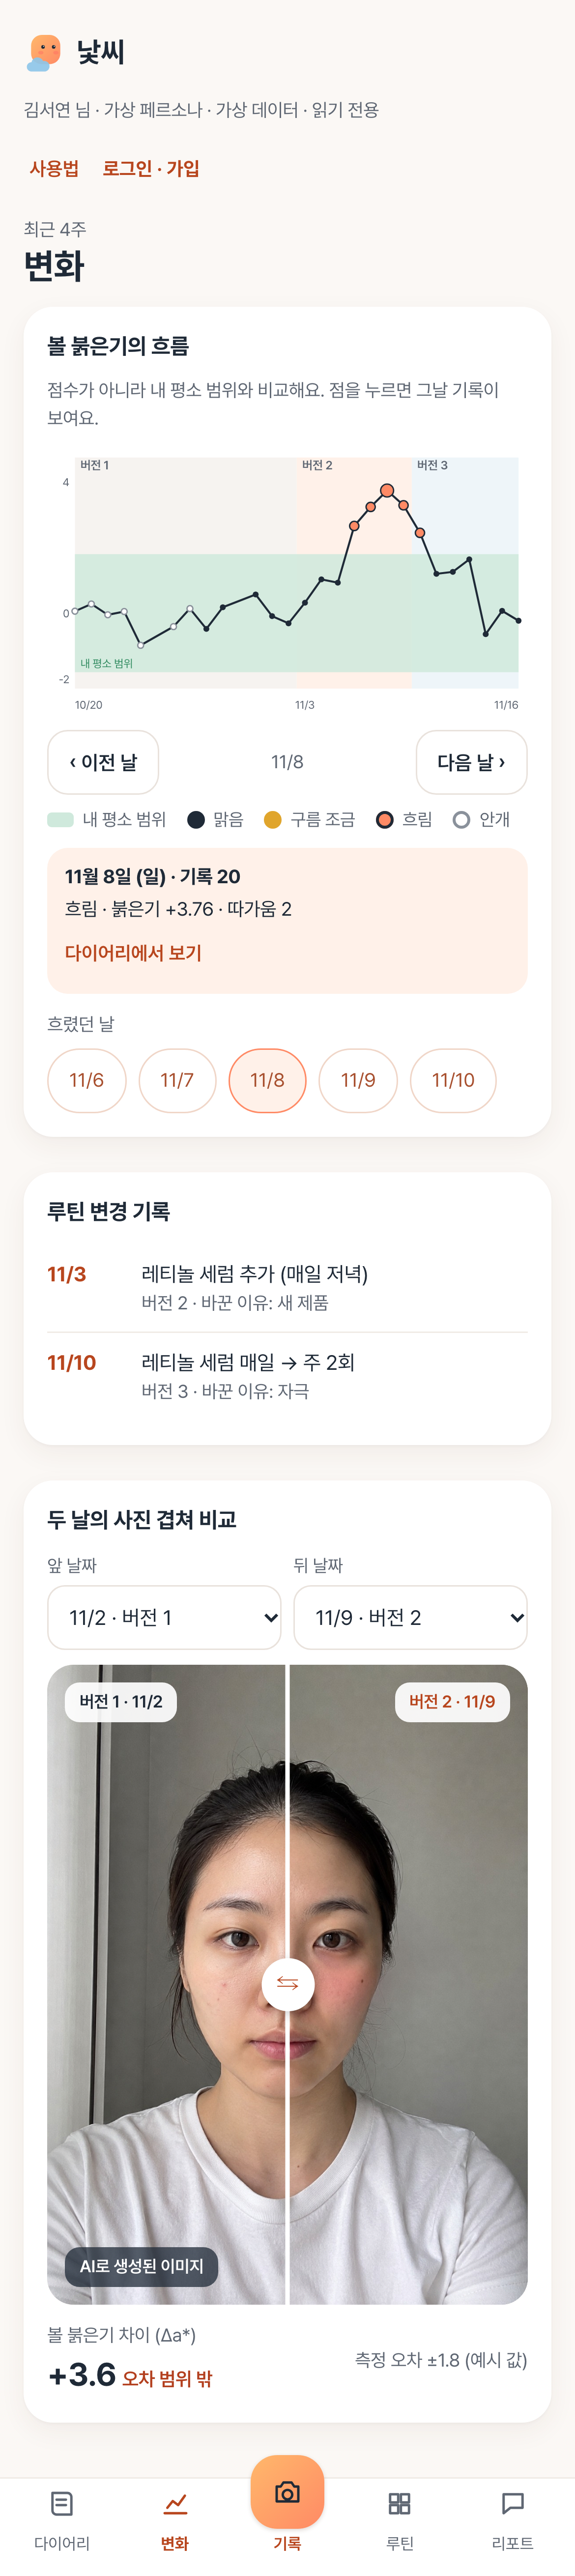 낯씨
김서연 님 · 가상 페르소나 · 가상 데이터 · 읽기 전용
사용법 로그인 · 가입
최근 4주
변화
볼 붉은기의 흐름
점수가 아니라 내 평소 범위와 비교해요. 점을 누르면 그날 기록이
보여요.
버전 1 버전 2 버전 3
4
0
내 평소 범위
-2
10/20 11/3 11/16
‹ 이전 날 11/8 다음 날 ›
내 평소 범위 맑음 구름 조금 흐림 안개
11월 8일 (일) · 기록 20
흐림 · 붉은기 +3.76 · 따가움 2
다이어리에서 보기
흐렸던 날
11/6 11/7 11/8 11/9 11/10
루틴 변경 기록
11/3 레티놀 세럼 추가 (매일 저녁)
버전 2 · 바꾼 이유: 새 제품
11/10 레티놀 세럼 매일 → 주 2회
버전 3 · 바꾼 이유: 자극
두 날의 사진 겹쳐 비교
앞 날짜 뒤 날짜
11/2 · 버전 1 11/9 · 버전 2
버전 1 · 11/2 버전 2 · 11/9
AI로 생성된 이미지
볼 붉은기 차이 (Δa*)
+3.6 오차 범위 밖 측정 오차 ±1.8 (예시 값)
다이어리 변화 기록 루틴 리포트